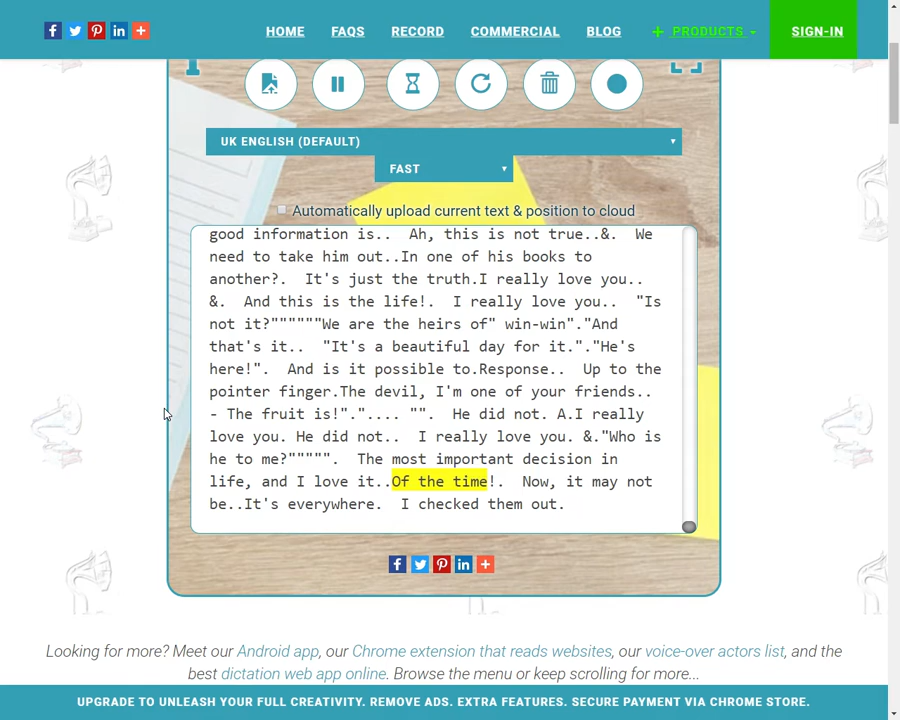 HOME FAQS RECORD COMMERCIAL BLOG + PRODUCTS SIGN-IN
UK ENGLISH (DEFAULT)
FAST
Automatically upload current text & position to cloud
good information is..  Ah, this is not true..&.  We
need to take him out..In one of his books to
another?.  It's just the truth.I really love you..
&.  And this is the life!.  I really love you..  "Is
not it?""""""We are the heirs of" win-win"."And
that's it..  "It's a beautiful day for it."."He's
here!".  And is it possible to.Response..  Up to the
pointer finger.The devil, I'm one of your friends..
- The fruit is!".".... "".  He did not. A.I really
love you. He did not..  I really love you. &."Who is
he to me?""""".  The most important decision in
life, and I love it..Of the time!.  Now, it may not
be..It's everywhere.  I checked them out.
Looking for more? Meet our Android app, our Chrome extension that reads websites, our voice-over actors list, and the
best dictation web app online. Browse the menu or keep scrolling for more...
UPGRADE TO UNLEASH YOUR FULL CREATIVITY. REMOVE ADS. EXTRA FEATURES. SECURE PAYMENT VIA CHROME STORE.